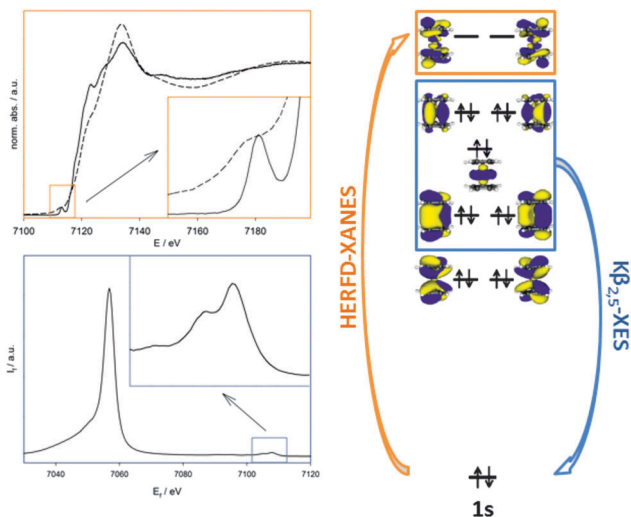 norm. abs. / a.u.
7100 7120 7140 7160 7180
E / eV
I_f / a.u.
7040 7060 7080 7100 7120
E_f / eV
HERFD-XANES
Kβ₂,₅-XES
1s